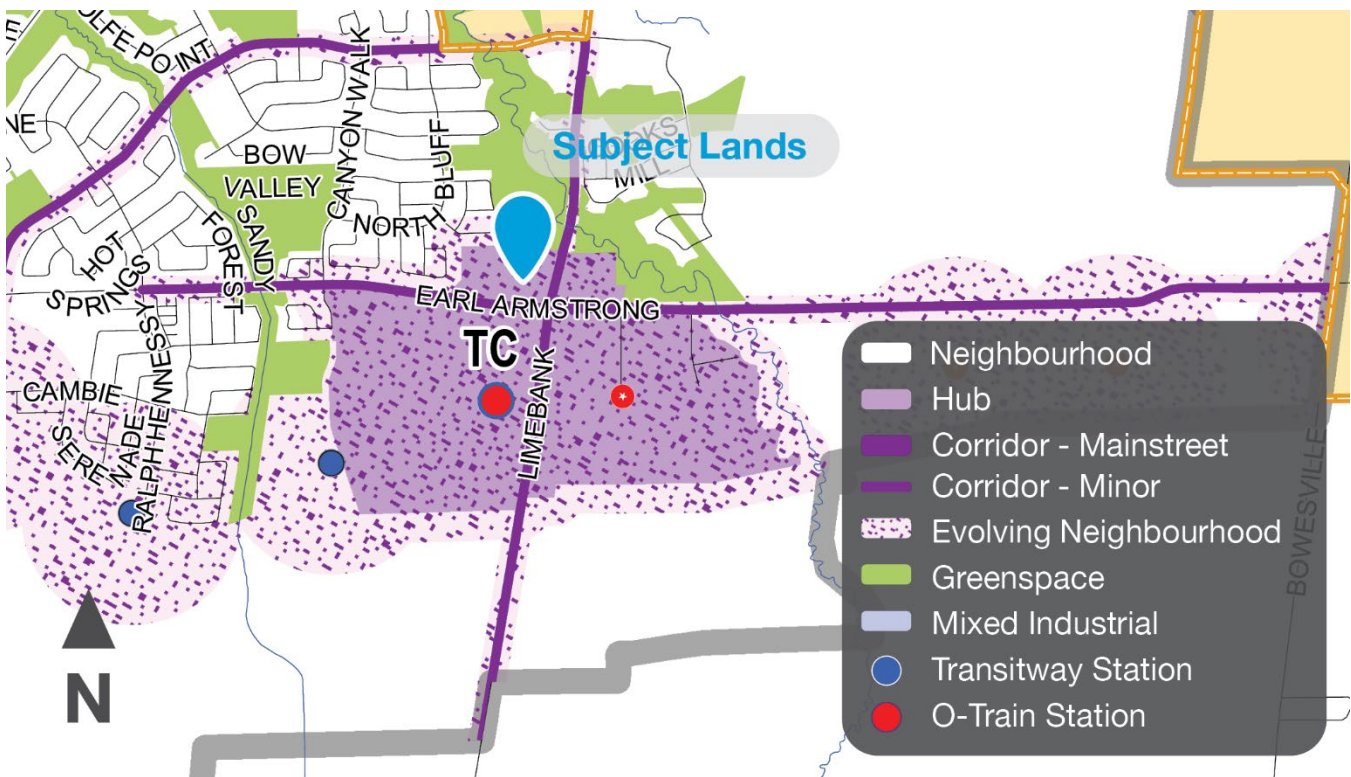 OLFE POINT
CANYON WALK
NE
BOW
VALLEY
NORTH BLUFF
Subject Lands
BROOKS
MILL
SANDY
FOREST
HOT
SPRINGS
EARL ARMSTRONG
TC
LIMEBANK
RALPH HENNESSY
CAMBIE
SERENADE
BOWESVILLE
N
Neighbourhood
Hub
Corridor - Mainstreet
Corridor - Minor
Evolving Neighbourhood
Greenspace
Mixed Industrial
Transitway Station
O-Train Station